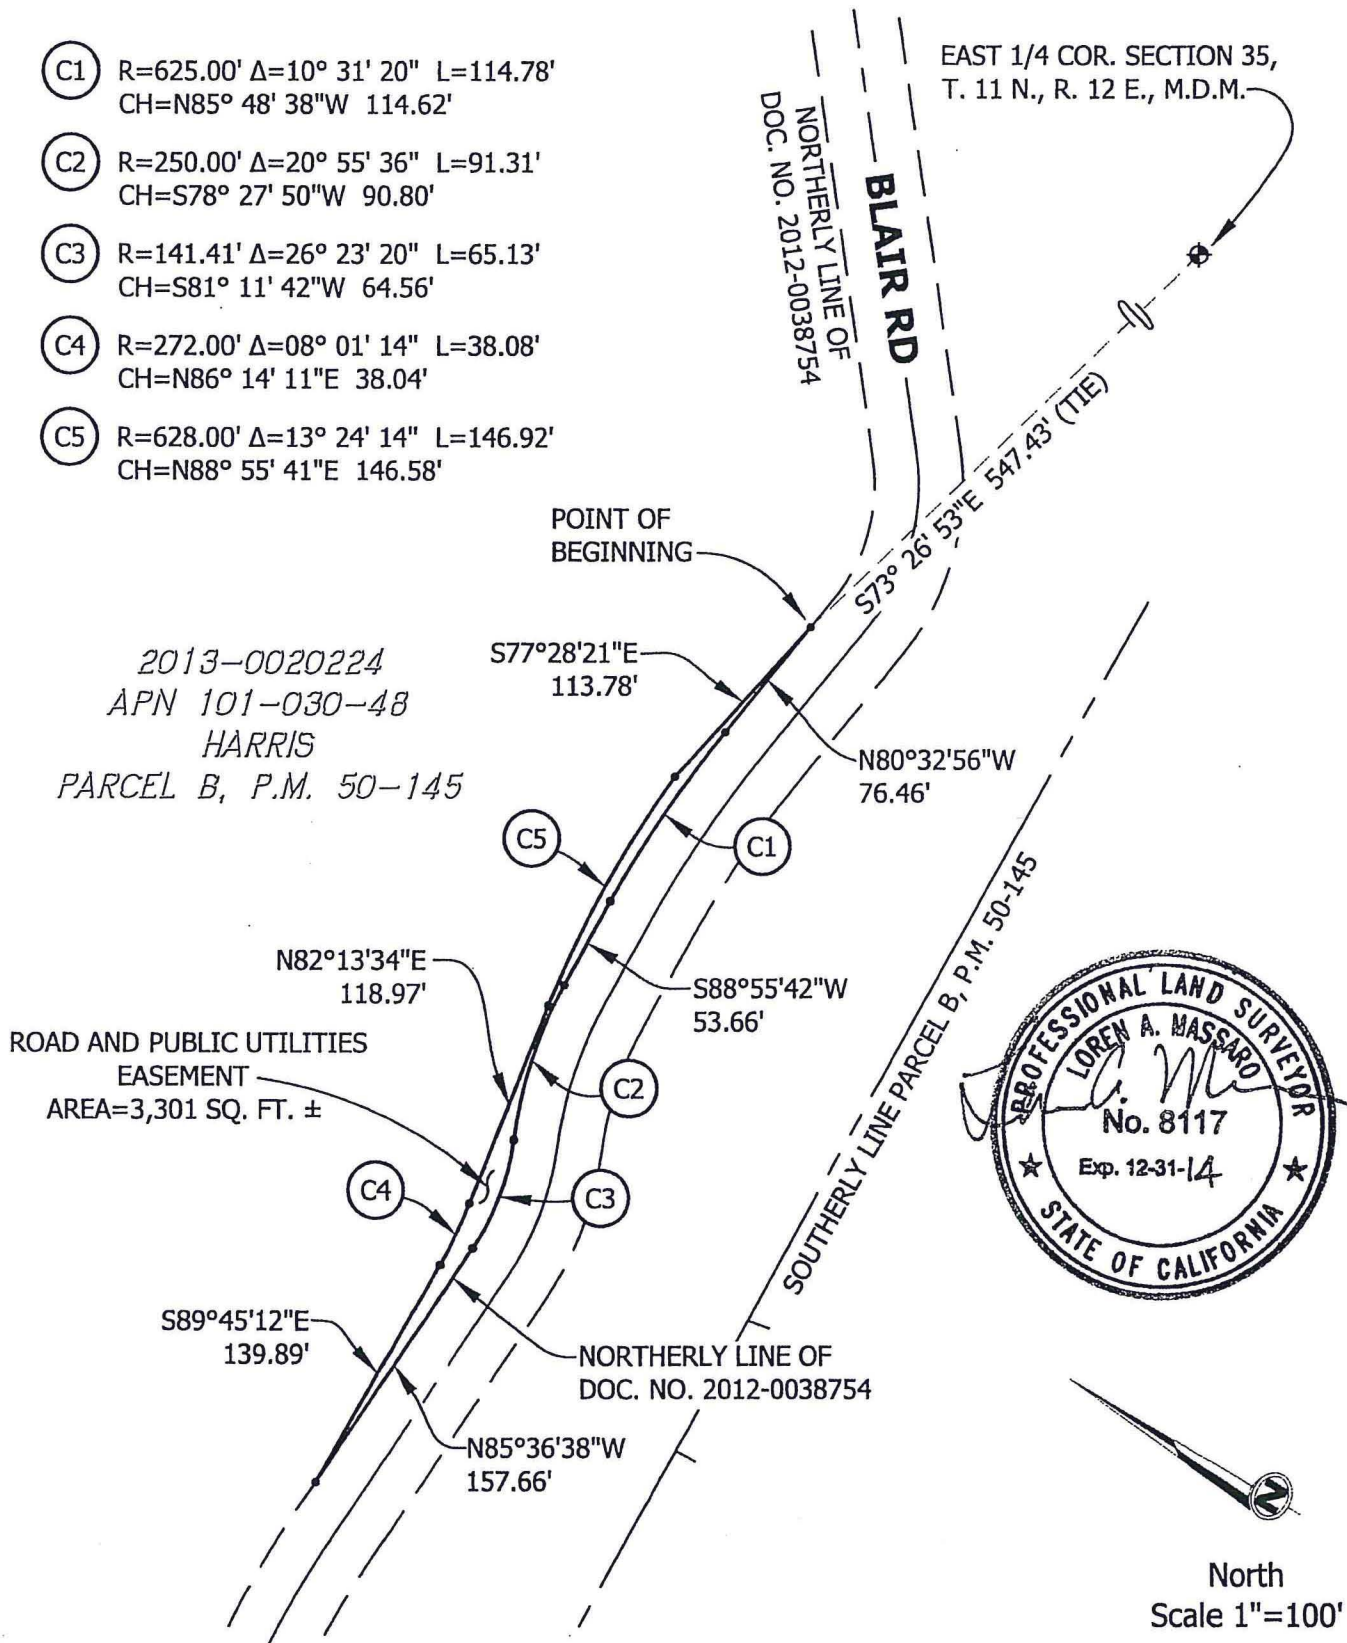 C1 R=625.00' Δ=10° 31' 20" L=114.78'
CH=N85° 48' 38"W 114.62'
C2 R=250.00' Δ=20° 55' 36" L=91.31'
CH=S78° 27' 50"W 90.80'
C3 R=141.41' Δ=26° 23' 20" L=65.13'
CH=S81° 11' 42"W 64.56'
C4 R=272.00' Δ=08° 01' 14" L=38.08'
CH=N86° 14' 11"E 38.04'
C5 R=628.00' Δ=13° 24' 14" L=146.92'
CH=N88° 55' 41"E 146.58'
EAST 1/4 COR. SECTION 35,
T. 11 N., R. 12 E., M.D.M.
NORTHERLY LINE OF
DOC. NO. 2012-0038754
BLAIR RD
S73° 26' 53"E 547.43' (TIE)
POINT OF
BEGINNING
2013-0020224
APN 101-030-48
HARRIS
PARCEL B, P.M. 50-145
S77°28'21"E
113.78'
N80°32'56"W
76.46'
C5
C1
N82°13'34"E
118.97'
S88°55'42"W
53.66'
ROAD AND PUBLIC UTILITIES
EASEMENT
AREA=3,301 SQ. FT. ±
C2
C4
C3
SOUTHERLY LINE PARCEL B, P.M. 50-145
PROFESSIONAL LAND SURVEYOR
LOREN A. MASSARO
No. 8117
Exp. 12-31-14
STATE OF CALIFORNIA
S89°45'12"E
139.89'
NORTHERLY LINE OF
DOC. NO. 2012-0038754
N85°36'38"W
157.66'
N
North
Scale 1"=100'